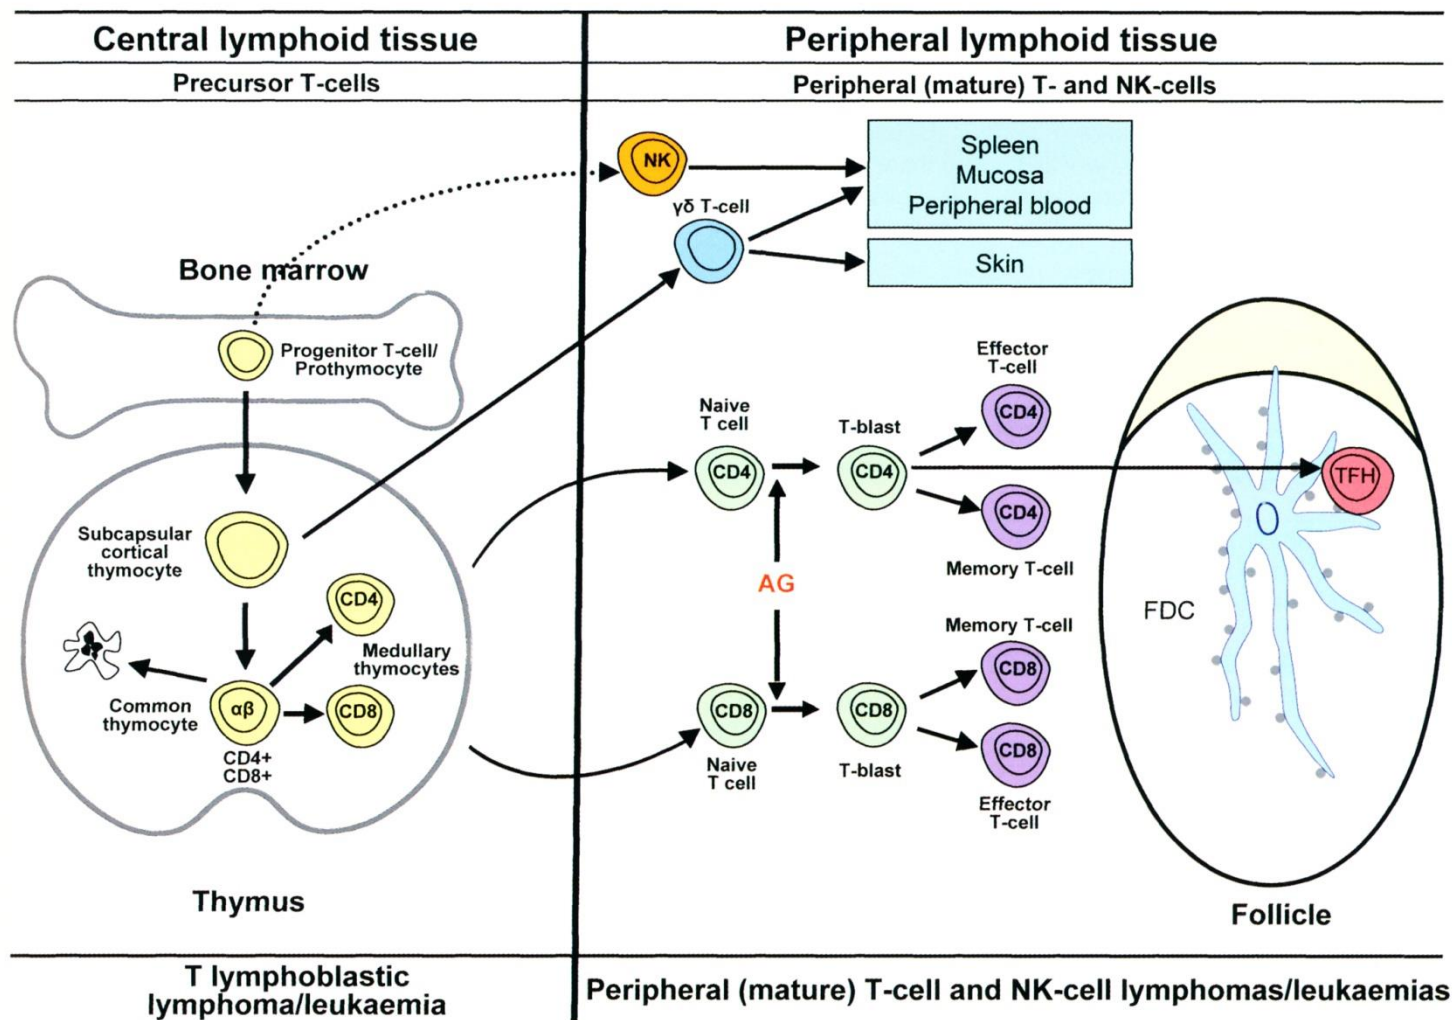 Central lymphoid tissue
Peripheral lymphoid tissue
Precursor T-cells
Peripheral (mature) T- and NK-cells
NK
γδ T-cell
Spleen
Mucosa
Peripheral blood
Skin
Bone marrow
Progenitor T-cell/
Prothymocyte
Subcapsular
cortical
thymocyte
CD4
Medullary
thymocytes
Common
thymocyte
αβ
CD8
CD4+
CD8+
Thymus
Naive
T cell
CD4
T-blast
CD4
Effector
T-cell
CD4
CD4
Memory T-cell
AG
Memory T-cell
CD8
CD8
Naive
T cell
CD8
T-blast
CD8
Effector
T-cell
TFH
FDC
Follicle
T lymphoblastic
lymphoma/leukaemia
Peripheral (mature) T-cell and NK-cell lymphomas/leukaemias